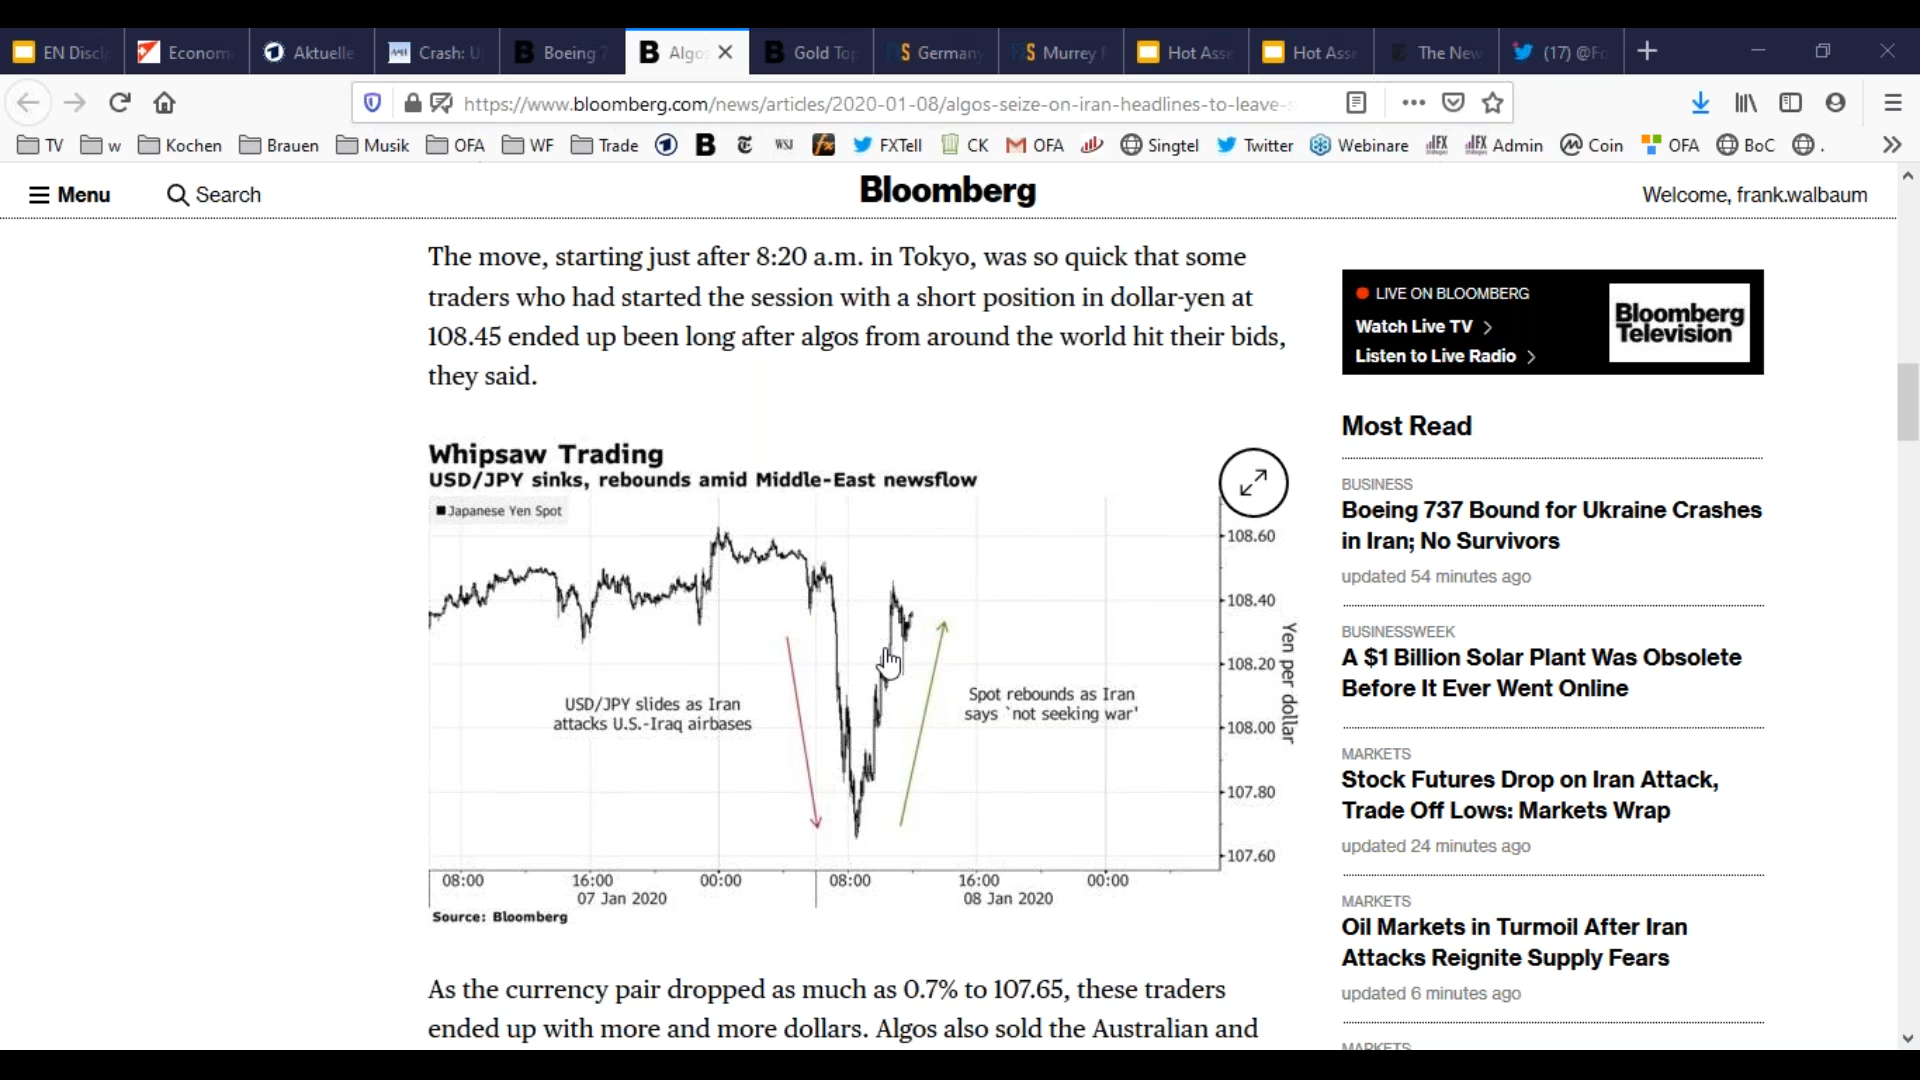 EN Discl
Econom
Aktuelle
Crash: U
Boeing 7
Algo
Gold Top
German
Murrey
Hot Asse
Hot Asse
The New
(17) @Fo
https://www.bloomberg.com/news/articles/2020-01-08/algos-seize-on-iran-headlines-to-leave-s
TV w Kochen Brauen Musik OFA WF Trade B WSJ fx FXTell CK OFA Singtel Twitter Webinare Admin Coin OFA BoC .
Menu Search
Bloomberg
Welcome, frank.walbaum
The move, starting just after 8:20 a.m. in Tokyo, was so quick that some
traders who had started the session with a short position in dollar-yen at
108.45 ended up been long after algos from around the world hit their bids,
they said.
Whipsaw Trading
USD/JPY sinks, rebounds amid Middle-East newsflow
Japanese Yen Spot
108.60
108.40
108.20
108.00
107.80
107.60
Yen per dollar
USD/JPY slides as Iran
attacks U.S.-Iraq airbases
Spot rebounds as Iran
says `not seeking war'
08:00 16:00 00:00 08:00 16:00 00:00
07 Jan 2020 08 Jan 2020
Source: Bloomberg
As the currency pair dropped as much as 0.7% to 107.65, these traders
ended up with more and more dollars. Algos also sold the Australian and
LIVE ON BLOOMBERG
Watch Live TV
Listen to Live Radio
Bloomberg
Television
Most Read
BUSINESS
Boeing 737 Bound for Ukraine Crashes
in Iran; No Survivors
updated 54 minutes ago
BUSINESSWEEK
A $1 Billion Solar Plant Was Obsolete
Before It Ever Went Online
MARKETS
Stock Futures Drop on Iran Attack,
Trade Off Lows: Markets Wrap
updated 24 minutes ago
MARKETS
Oil Markets in Turmoil After Iran
Attacks Reignite Supply Fears
updated 6 minutes ago
MARKETS